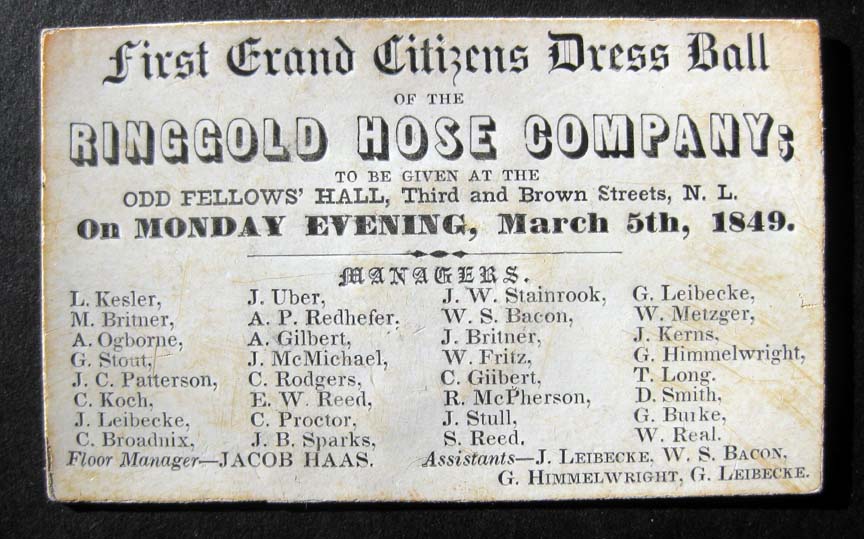 First Grand Citizens Dress Ball
OF THE
RINGGOLD HOSE COMPANY;
TO BE GIVEN AT THE
ODD FELLOWS' HALL, Third and Brown Streets, N. L.
On MONDAY EVENING, March 5th, 1849.
MANAGERS.
L. Kesler, J. Uber, J. W. Stainrook, G. Leibecke,
M. Britner, A. P. Redhefer, W. S. Bacon, W. Metzger,
A. Ogborne, A. Gilbert, J. Britner, J. Kerns,
G. Stout, J. McMichael, W. Fritz, G. Himmelwright,
J. C. Patterson, C. Rodgers, C. Gilbert, T. Long.
C. Koch, E. W. Reed, R. McPherson, D. Smith,
J. Leibecke, C. Proctor, J. Stull, G. Burke,
C. Broadnix, J. B. Sparks, S. Reed. W. Real.
Floor Manager—JACOB HAAS. Assistants—J. LEIBECKE, W. S. BACON,
G. HIMMELWRIGHT, G. LEIBECKE.